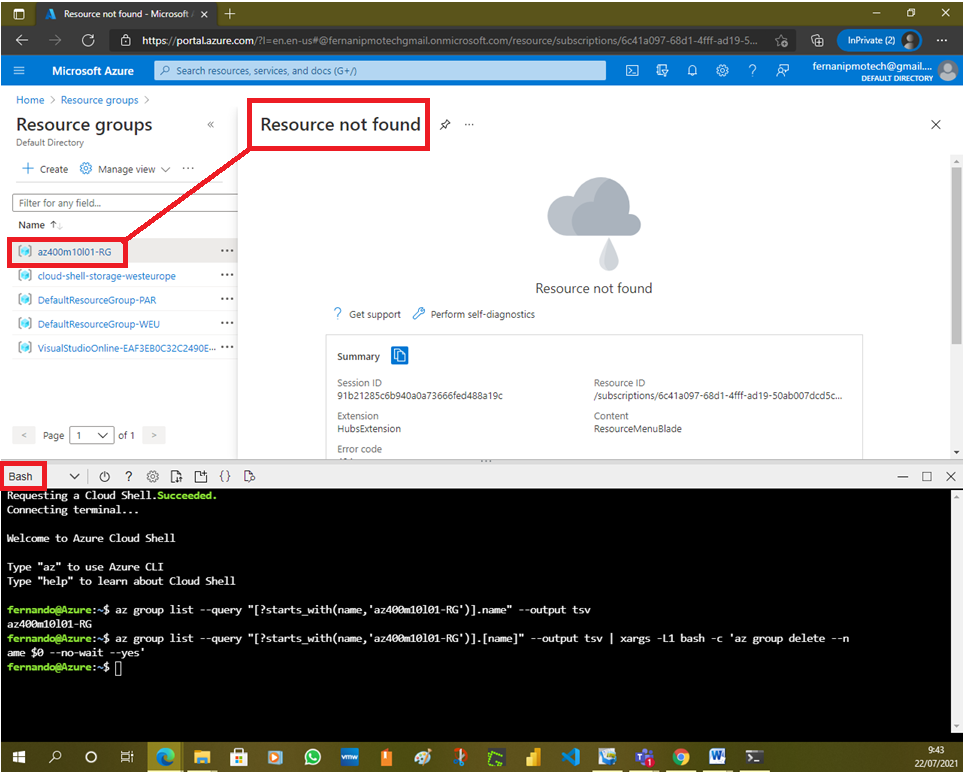 Resource not found - Microsoft A
https://portal.azure.com/?l=en.en-us#@fernanipmotechgmail.onmicrosoft.com/resource/subscriptions/6c41a097-68d1-4fff-ad19-5...
InPrivate (2)
Microsoft Azure
Search resources, services, and docs (G+/)
fernanipmotech@gmail....
DEFAULT DIRECTORY
Home > Resource groups >
Resource groups
Default Directory
Resource not found
Create
Manage view
Filter for any field...
Name
az400m10l01-RG
cloud-shell-storage-westeurope
DefaultResourceGroup-PAR
DefaultResourceGroup-WEU
VisualStudioOnline-EAF3EB0C32C2490E...
Page 1 of 1
Resource not found
Get support
Perform self-diagnostics
Summary
Session ID
91b21285c6b940a0a73666fed488a19c
Resource ID
/subscriptions/6c41a097-68d1-4fff-ad19-50ab007dcd5c...
Extension
HubsExtension
Content
ResourceMenuBlade
Error code
Bash
Requesting a Cloud Shell.Succeeded.
Connecting terminal...
Welcome to Azure Cloud Shell
Type "az" to use Azure CLI
Type "help" to learn about Cloud Shell
fernando@Azure:~$ az group list --query "[?starts_with(name,'az400m10l01-RG')].name" --output tsv
az400m10l01-RG
fernando@Azure:~$ az group list --query "[?starts_with(name,'az400m10l01-RG')].[name]" --output tsv | xargs -L1 bash -c 'az group delete --n
ame $0 --no-wait --yes'
fernando@Azure:~$
vmw
9:43
22/07/2021